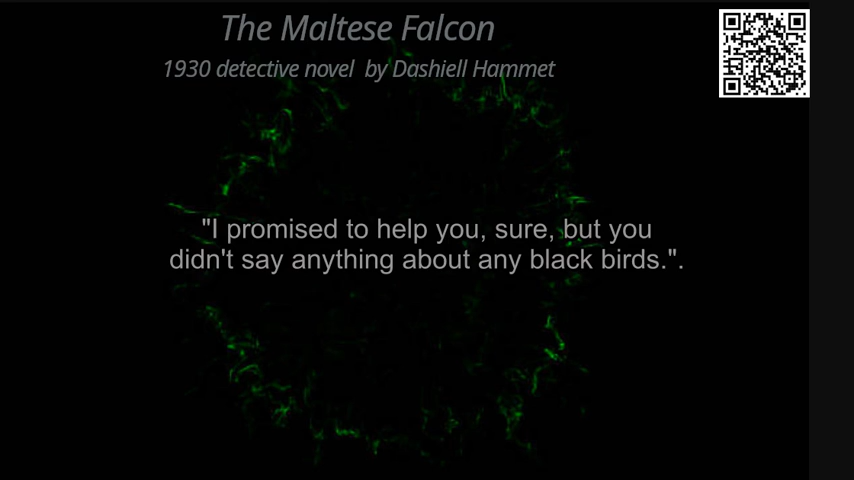 The Maltese Falcon
1930 detective novel by Dashiell Hammet
"I promised to help you, sure, but you
didn't say anything about any black birds.".